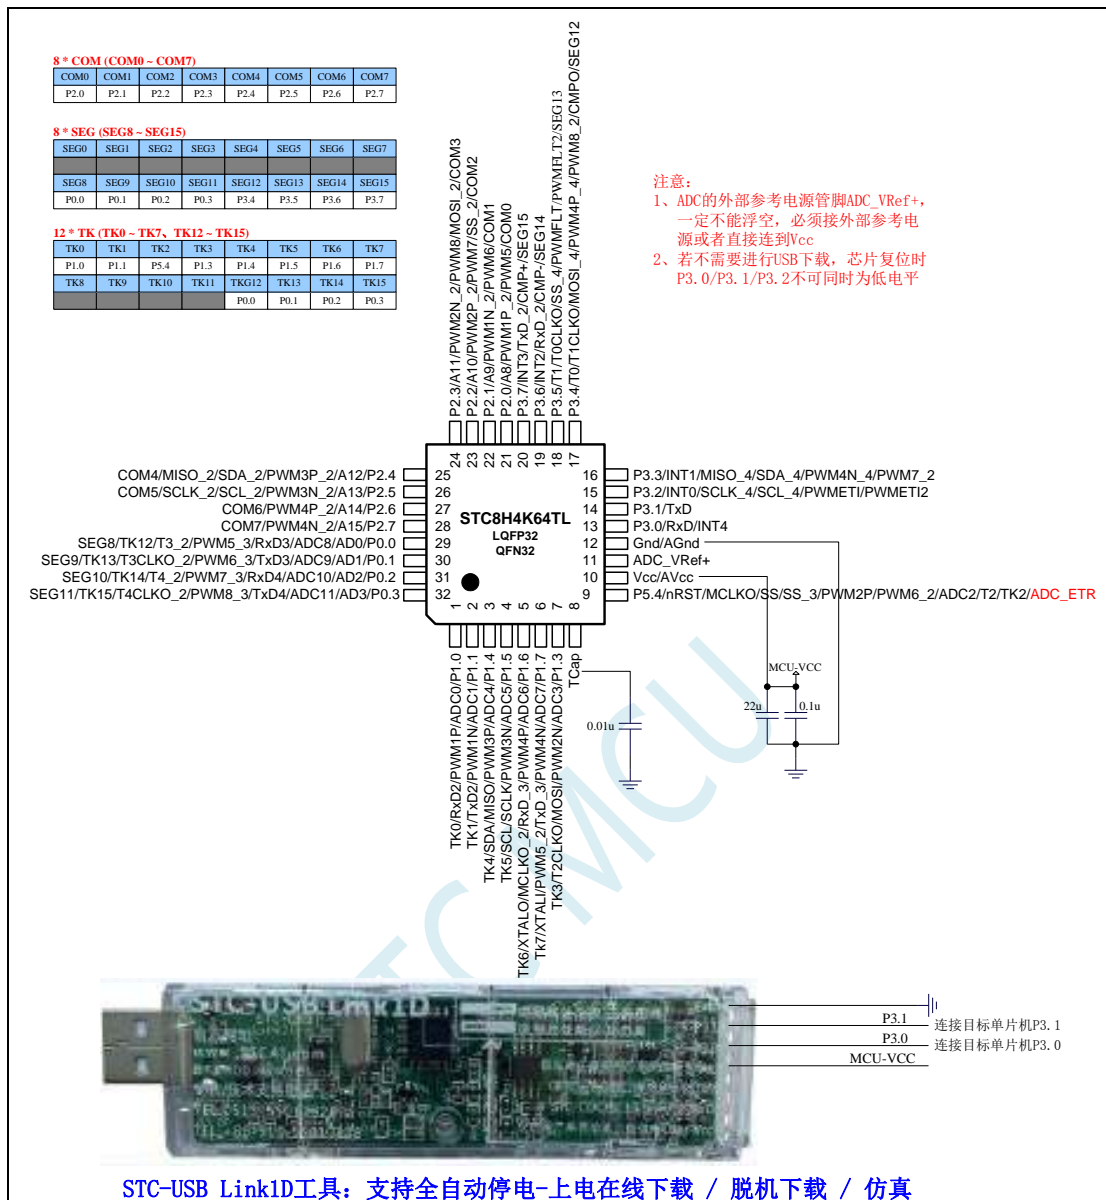 8 * COM (COM0 ~ COM7)
COM0 COM1 COM2 COM3 COM4 COM5 COM6 COM7
P2.0 P2.1 P2.2 P2.3 P2.4 P2.5 P2.6 P2.7
8 * SEG (SEG8 ~ SEG15)
SEG0 SEG1 SEG2 SEG3 SEG4 SEG5 SEG6 SEG7
SEG8 SEG9 SEG10 SEG11 SEG12 SEG13 SEG14 SEG15
P0.0 P0.1 P0.2 P0.3 P3.4 P3.5 P3.6 P3.7
12 * TK (TK0 ~ TK7、TK12 ~ TK15)
TK0 TK1 TK2 TK3 TK4 TK5 TK6 TK7
P1.0 P1.1 P5.4 P1.3 P1.4 P1.5 P1.6 P1.7
TK8 TK9 TK10 TK11 TKG12 TK13 TK14 TK15
P0.0 P0.1 P0.2 P0.3
注意：
1、ADC的外部参考电源管脚ADC_VRef+，
一定不能浮空，必须接外部参考电
源或者直接连到Vcc
2、若不需要进行USB下载，芯片复位时
P3.0/P3.1/P3.2不可同时为低电平
P2.3/A11/PWM2N_2/PWM8/MOSI_2/COM3
P2.2/A10/PWM2P_2/PWM7/SS_2/COM2
P2.1/A9/PWM1N_2/PWM6/COM1
P2.0/A8/PWM1P_2/PWM5/COM0
P3.7/INT3/TxD_2/CMP+/SEG15
P3.6/INT2/RxD_2/CMP-/SEG14
P3.5/T1/T0CLKO/SS_4/PWMFLT/PWMFLT2/SEG13
P3.4/T0/T1CLKO/MOSI_4/PWM4P_4/PWM8_2/CMPO/SEG12
24 23 22 21 20 19 18 17
COM4/MISO_2/SDA_2/PWM3P_2/A12/P2.4 25
COM5/SCLK_2/SCL_2/PWM3N_2/A13/P2.5 26
COM6/PWM4P_2/A14/P2.6 27
COM7/PWM4N_2/A15/P2.7 28
SEG8/TK12/T3_2/PWM5_3/RxD3/ADC8/AD0/P0.0 29
SEG9/TK13/T3CLKO_2/PWM6_3/TxD3/ADC9/AD1/P0.1 30
SEG10/TK14/T4_2/PWM7_3/RxD4/ADC10/AD2/P0.2 31
SEG11/TK15/T4CLKO_2/PWM8_3/TxD4/ADC11/AD3/P0.3 32
STC8H4K64TL
LQFP32
QFN32
16 P3.3/INT1/MISO_4/SDA_4/PWM4N_4/PWM7_2
15 P3.2/INT0/SCLK_4/SCL_4/PWMETI/PWMETI2
14 P3.1/TxD
13 P3.0/RxD/INT4
12 Gnd/AGnd
11 ADC_VRef+
10 Vcc/AVcc
9 P5.4/nRST/MCLKO/SS/SS_3/PWM2P/PWM6_2/ADC2/T2/TK2/ADC_ETR
1 2 3 4 5 6 7 8
TK0/RxD2/PWM1P/ADC0/P1.0
TK1/TxD2/PWM1N/ADC1/P1.1
TK4/SDA/MISO/PWM3P/ADC4/P1.4
TK5/SCL/SCLK/PWM3N/ADC5/P1.5
TK6/XTALO/MCLKO_2/RxD_3/PWM4P/ADC6/P1.6
Tk7/XTALI/PWM5_2/TxD_3/PWM4N/ADC7/P1.7
TK3/T2CLKO/MOSI/PWM2N/ADC3/P1.3
TCap
0.01u
MCU-VCC
22u 0.1u
STC MCU
STC-USB Link1D
P3.1 连接目标单片机P3.1
P3.0 连接目标单片机P3.0
MCU-VCC
STC-USB Link1D工具：支持全自动停电-上电在线下载 / 脱机下载 / 仿真